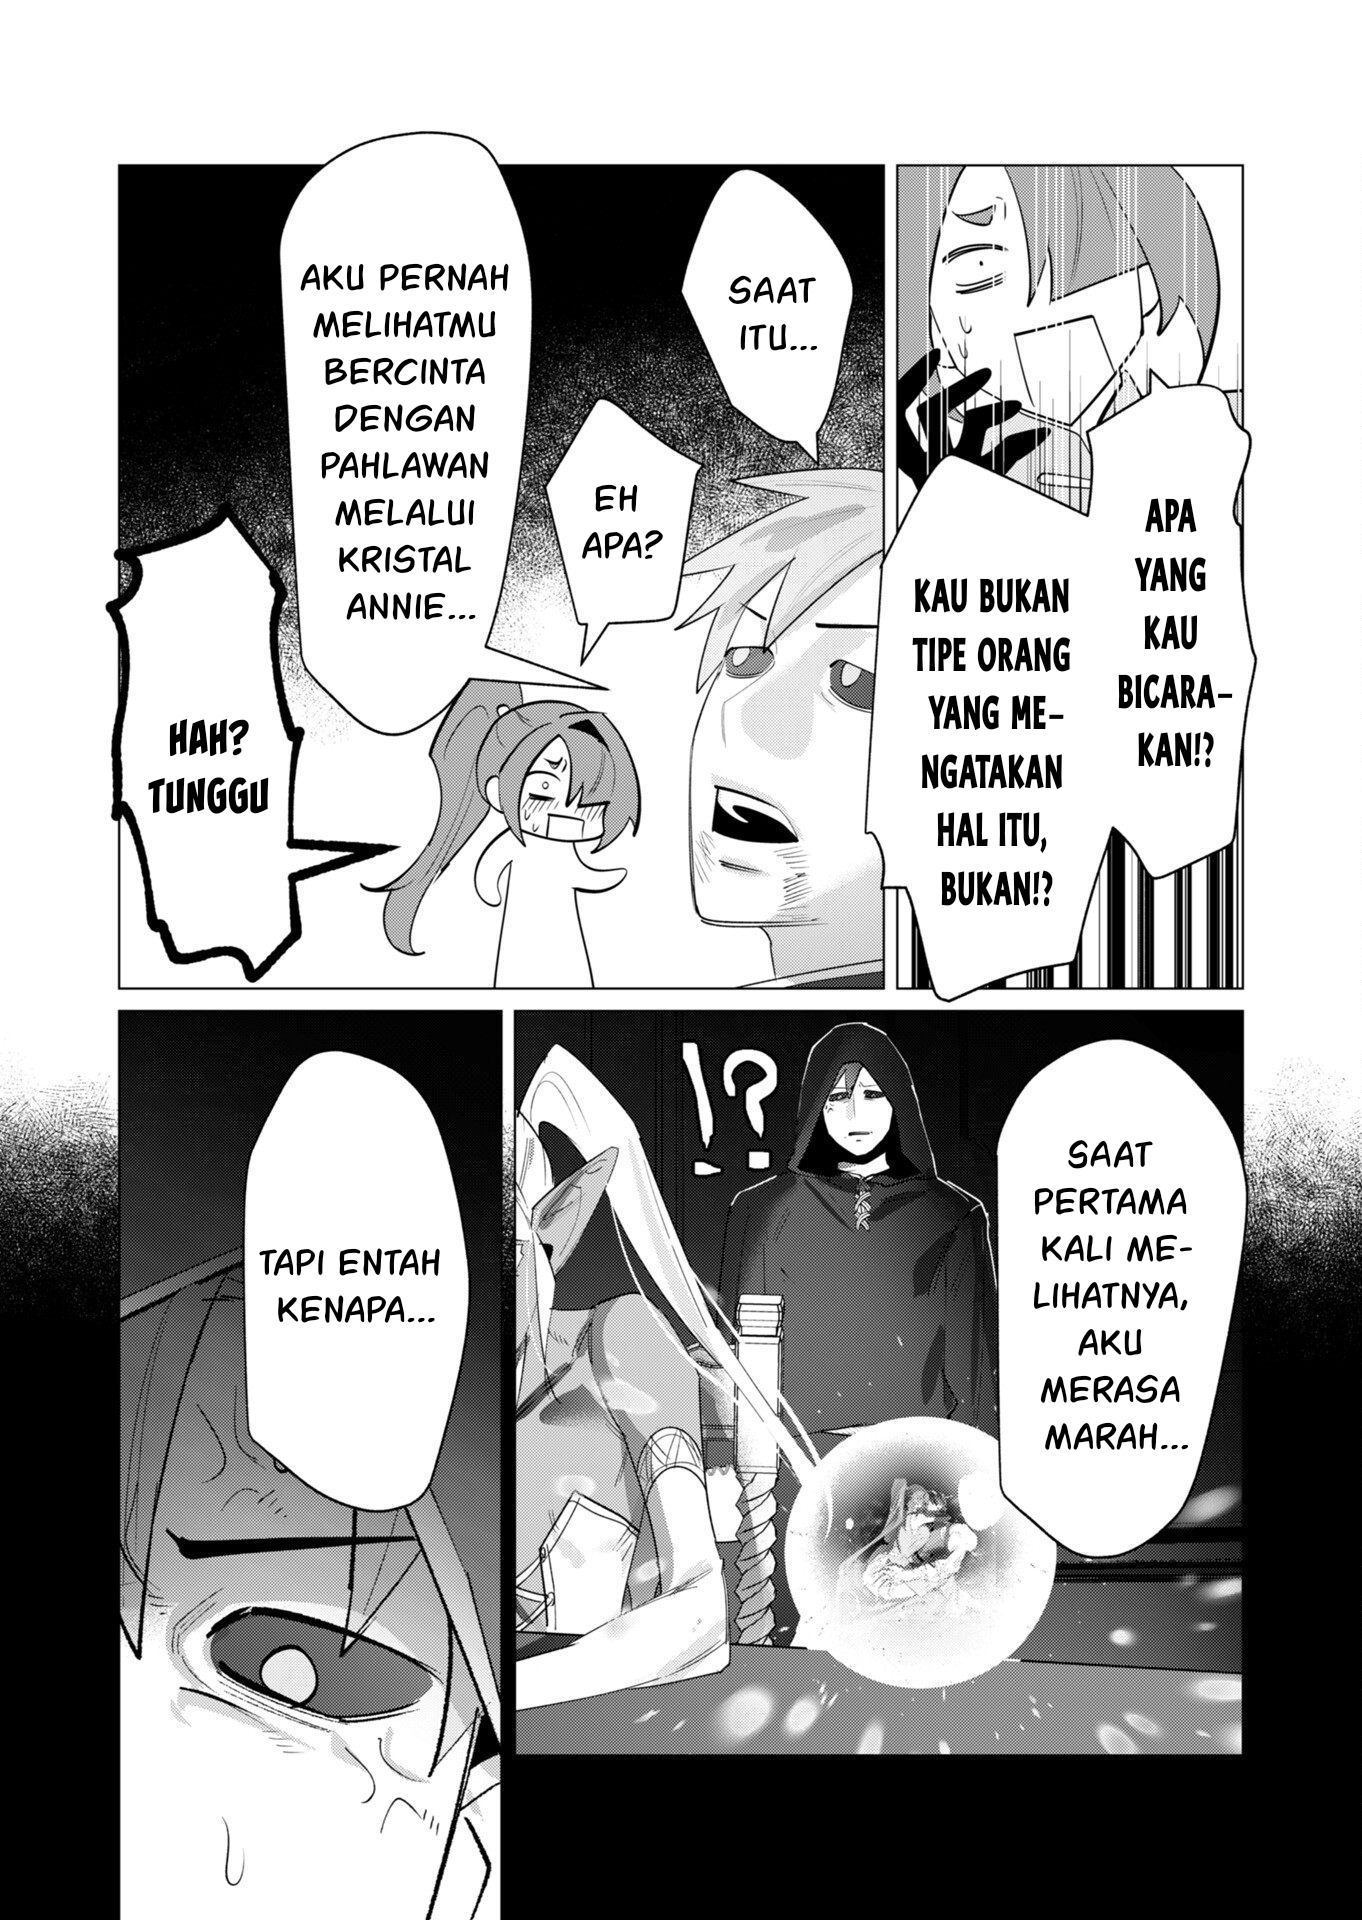 APA
YANG
KAU
BICARA-
KAN!?
KAU BUKAN
TIPE ORANG
YANG ME-
NGATAKAN
HAL ITU,
BUKAN!?
SAAT
ITU...
EH
APA?
AKU PERNAH
MELIHATMU
BERCINTA
DENGAN
PAHLAWAN
MELALUI
KRISTAL
ANNIE...
HAH?
TUNGGU
!?
SAAT
PERTAMA
KALI ME-
LIHATNYA,
AKU
MERASA
MARAH...
TAPI ENTAH
KENAPA...